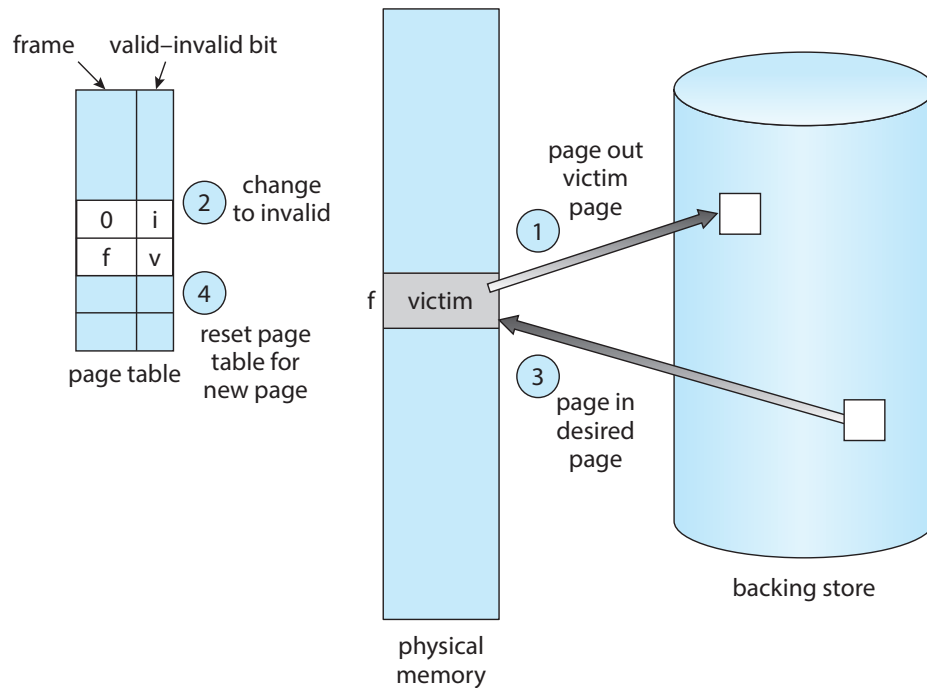 frame
valid–invalid bit
0
i
f
v
page table
2
change
to invalid
4
reset page
table for
new page
f
victim
physical
memory
page out
victim
page
1
3
page in
desired
page
backing store